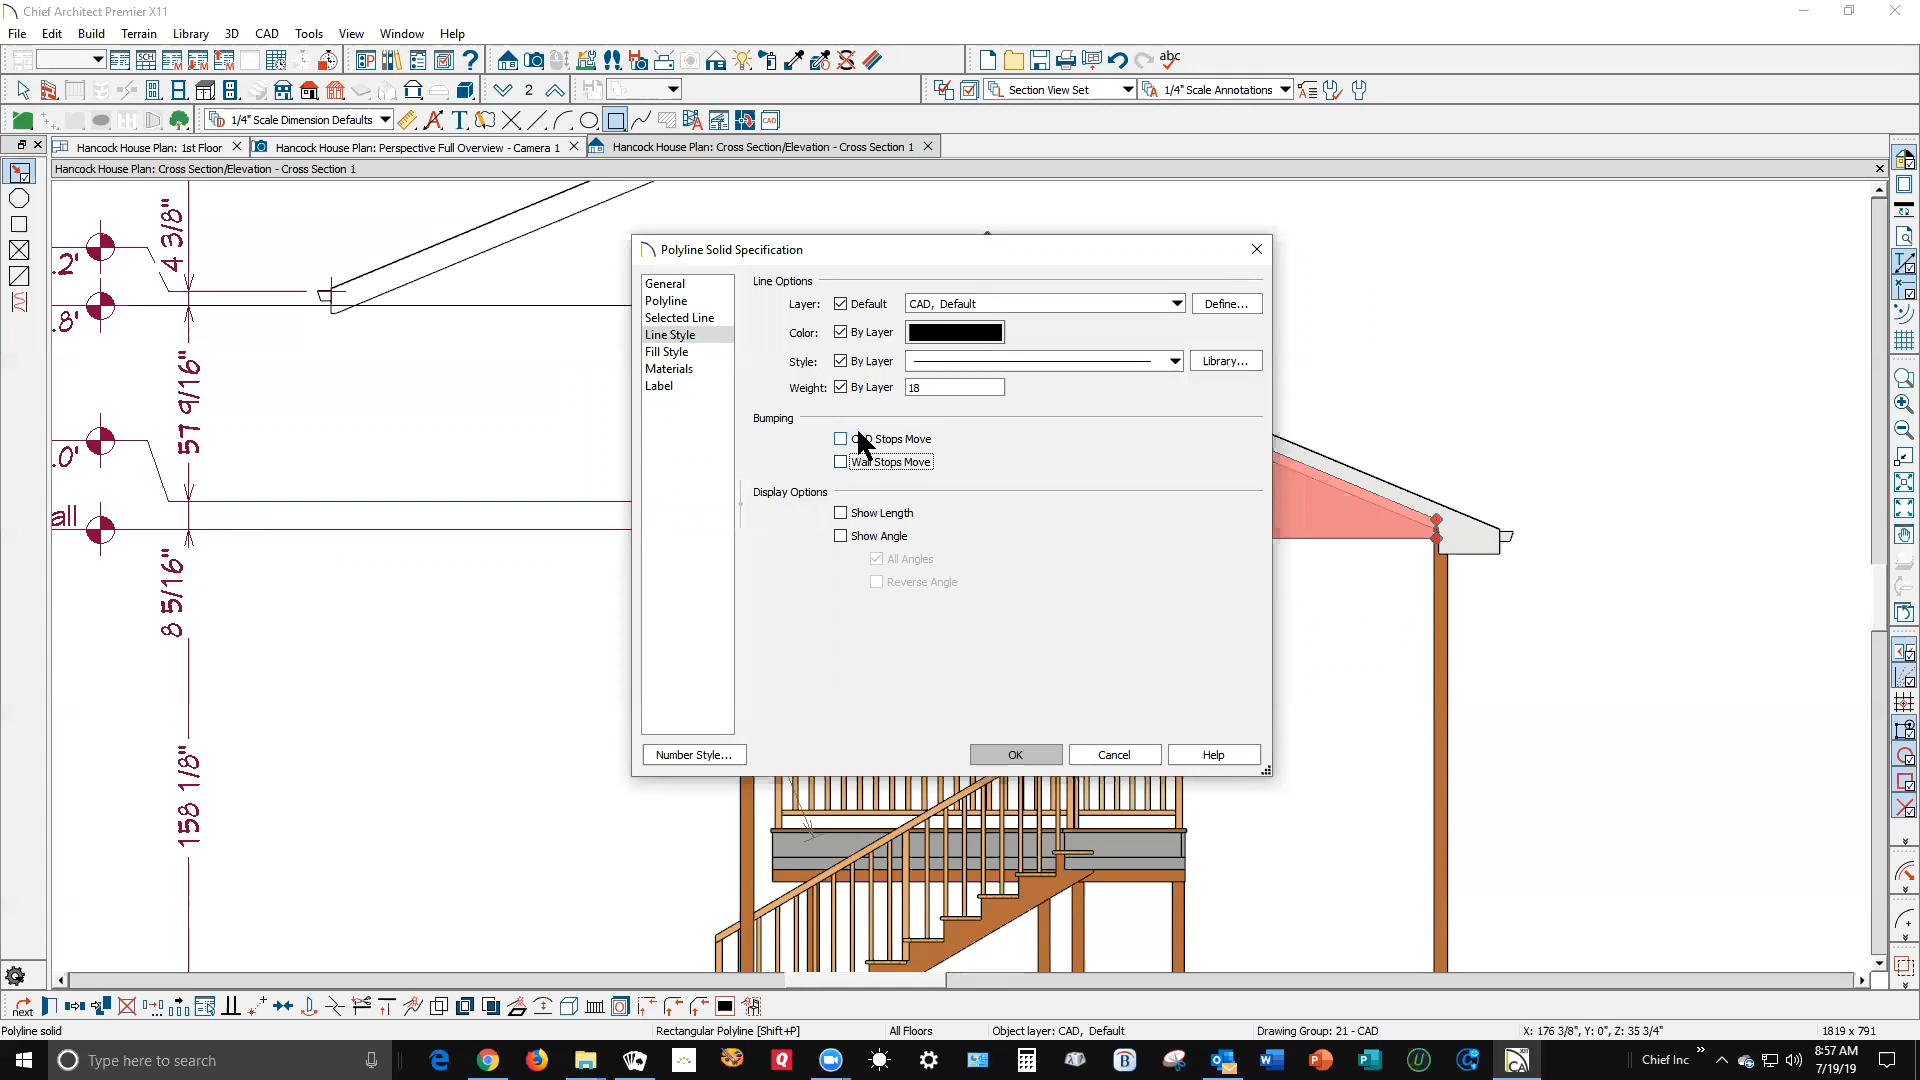 Chief Architect Premier X11
File Edit Build Terrain Library 3D CAD Tools View Window Help
2 Section View Set 1/4" Scale Annotations
1/4" Scale Dimension Defaults
Hancock House Plan: 1st Floor Hancock House Plan: Perspective Full Overview - Camera 1 Hancock House Plan: Cross Section/Elevation - Cross Section 1
Hancock House Plan: Cross Section/Elevation - Cross Section 1
4 3/8"
.2'
.8'
57 9/16"
.0'
all
8 5/16"
158 1/8"
Polyline Solid Specification
General
Polyline
Selected Line
Line Style
Fill Style
Materials
Label
Line Options
Layer: Default CAD, Default Define...
Color: By Layer
Style: By Layer Library...
Weight: By Layer 18
Bumping
CAD Stops Move
Wall Stops Move
Display Options
Show Length
Show Angle
All Angles
Reverse Angle
Number Style... OK Cancel Help
next
Polyline solid Rectangular Polyline [Shift+P] All Floors Object layer: CAD, Default Drawing Group: 21 - CAD X: 176 3/8", Y: 0", Z: 35 3/4" 1819 x 791
Type here to search Chief Inc 8:57 AM
7/19/19